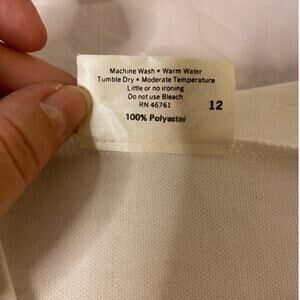 Machine Wash • Warm Water
Tumble Dry • Moderate Temperature
Little or no ironing
Do not use Bleach
RN 46761
12
100% Polyester